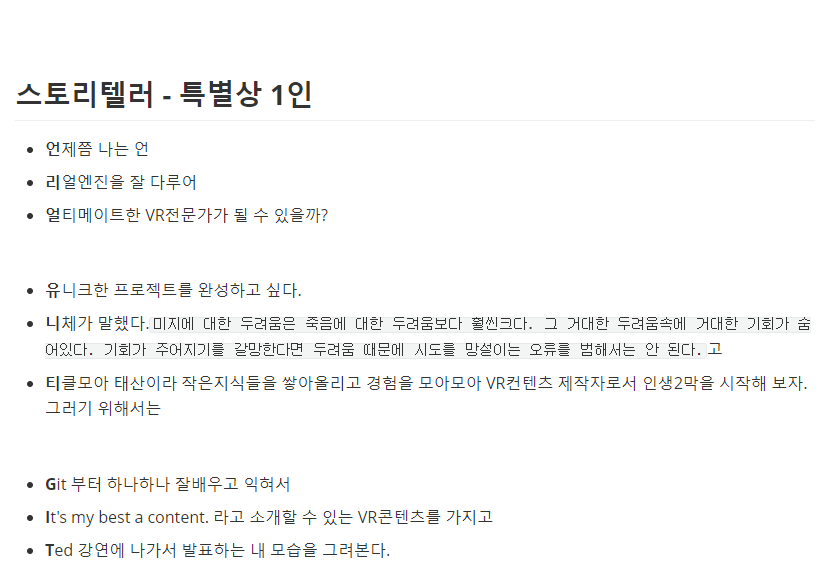 스토리텔러 - 특별상 1인
언제쯤 나는 언
리얼엔진을 잘 다루어
얼티메이트한 VR전문가가 될 수 있을까?
유니크한 프로젝트를 완성하고 싶다.
니체가 말했다. 미지에 대한 두려움은 죽음에 대한 두려움보다 훨씬크다. 그 거대한 두려움속에 거대한 기회가 숨
어있다. 기회가 주어지기를 갈망한다면 두려움 때문에 시도를 망설이는 오류를 범해서는 안 된다. 고
티클모아 태산이라 작은지식들을 쌓아올리고 경험을 모아모아 VR컨텐츠 제작자로서 인생2막을 시작해 보자.
그러기 위해서는
Git 부터 하나하나 잘배우고 익혀서
It's my best a content. 라고 소개할 수 있는 VR콘텐츠를 가지고
Ted 강연에 나가서 발표하는 내 모습을 그려본다.